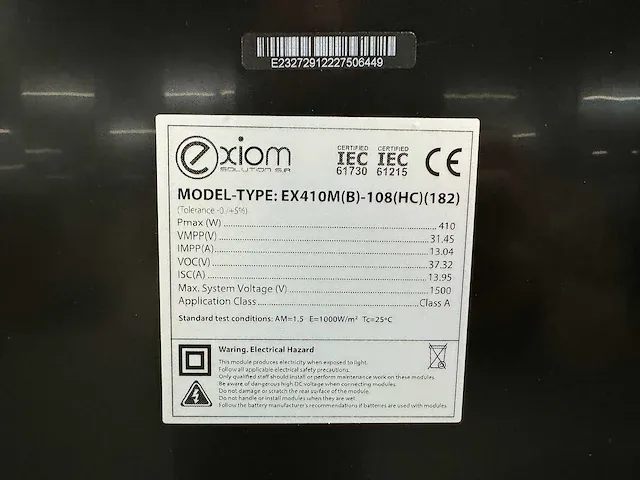 E23272912227506449
exiom
SOLUTION S.A
CERTIFIED CERTIFIED
IEC IEC
61730 61215
CE
MODEL-TYPE: EX410M(B)-108(HC)(182)
(Tolerance -0/+5%)
Pmax (W) 410
VMPP(V) 31.45
IMPP(A) 13.04
VOC(V) 37.32
ISC(A) 13.95
Max. System Voltage (V) 1500
Application Class Class A
Standard test conditions: AM=1.5 E=1000W/m² Tc=25°C
Waring, Electrical Hazard
This module produces electricity when exposed to light.
Follow all applicable electrical safety precautions.
Only qualified staff should install or perform maintenance work on these modules.
Be aware of dangerous high DC voltage when connecting modules.
Do not damage or scratch the rear surface of the module.
Do not handle or install modules when they are wet.
Follow the battery manufacturer's recommendations if batteries are used with modules